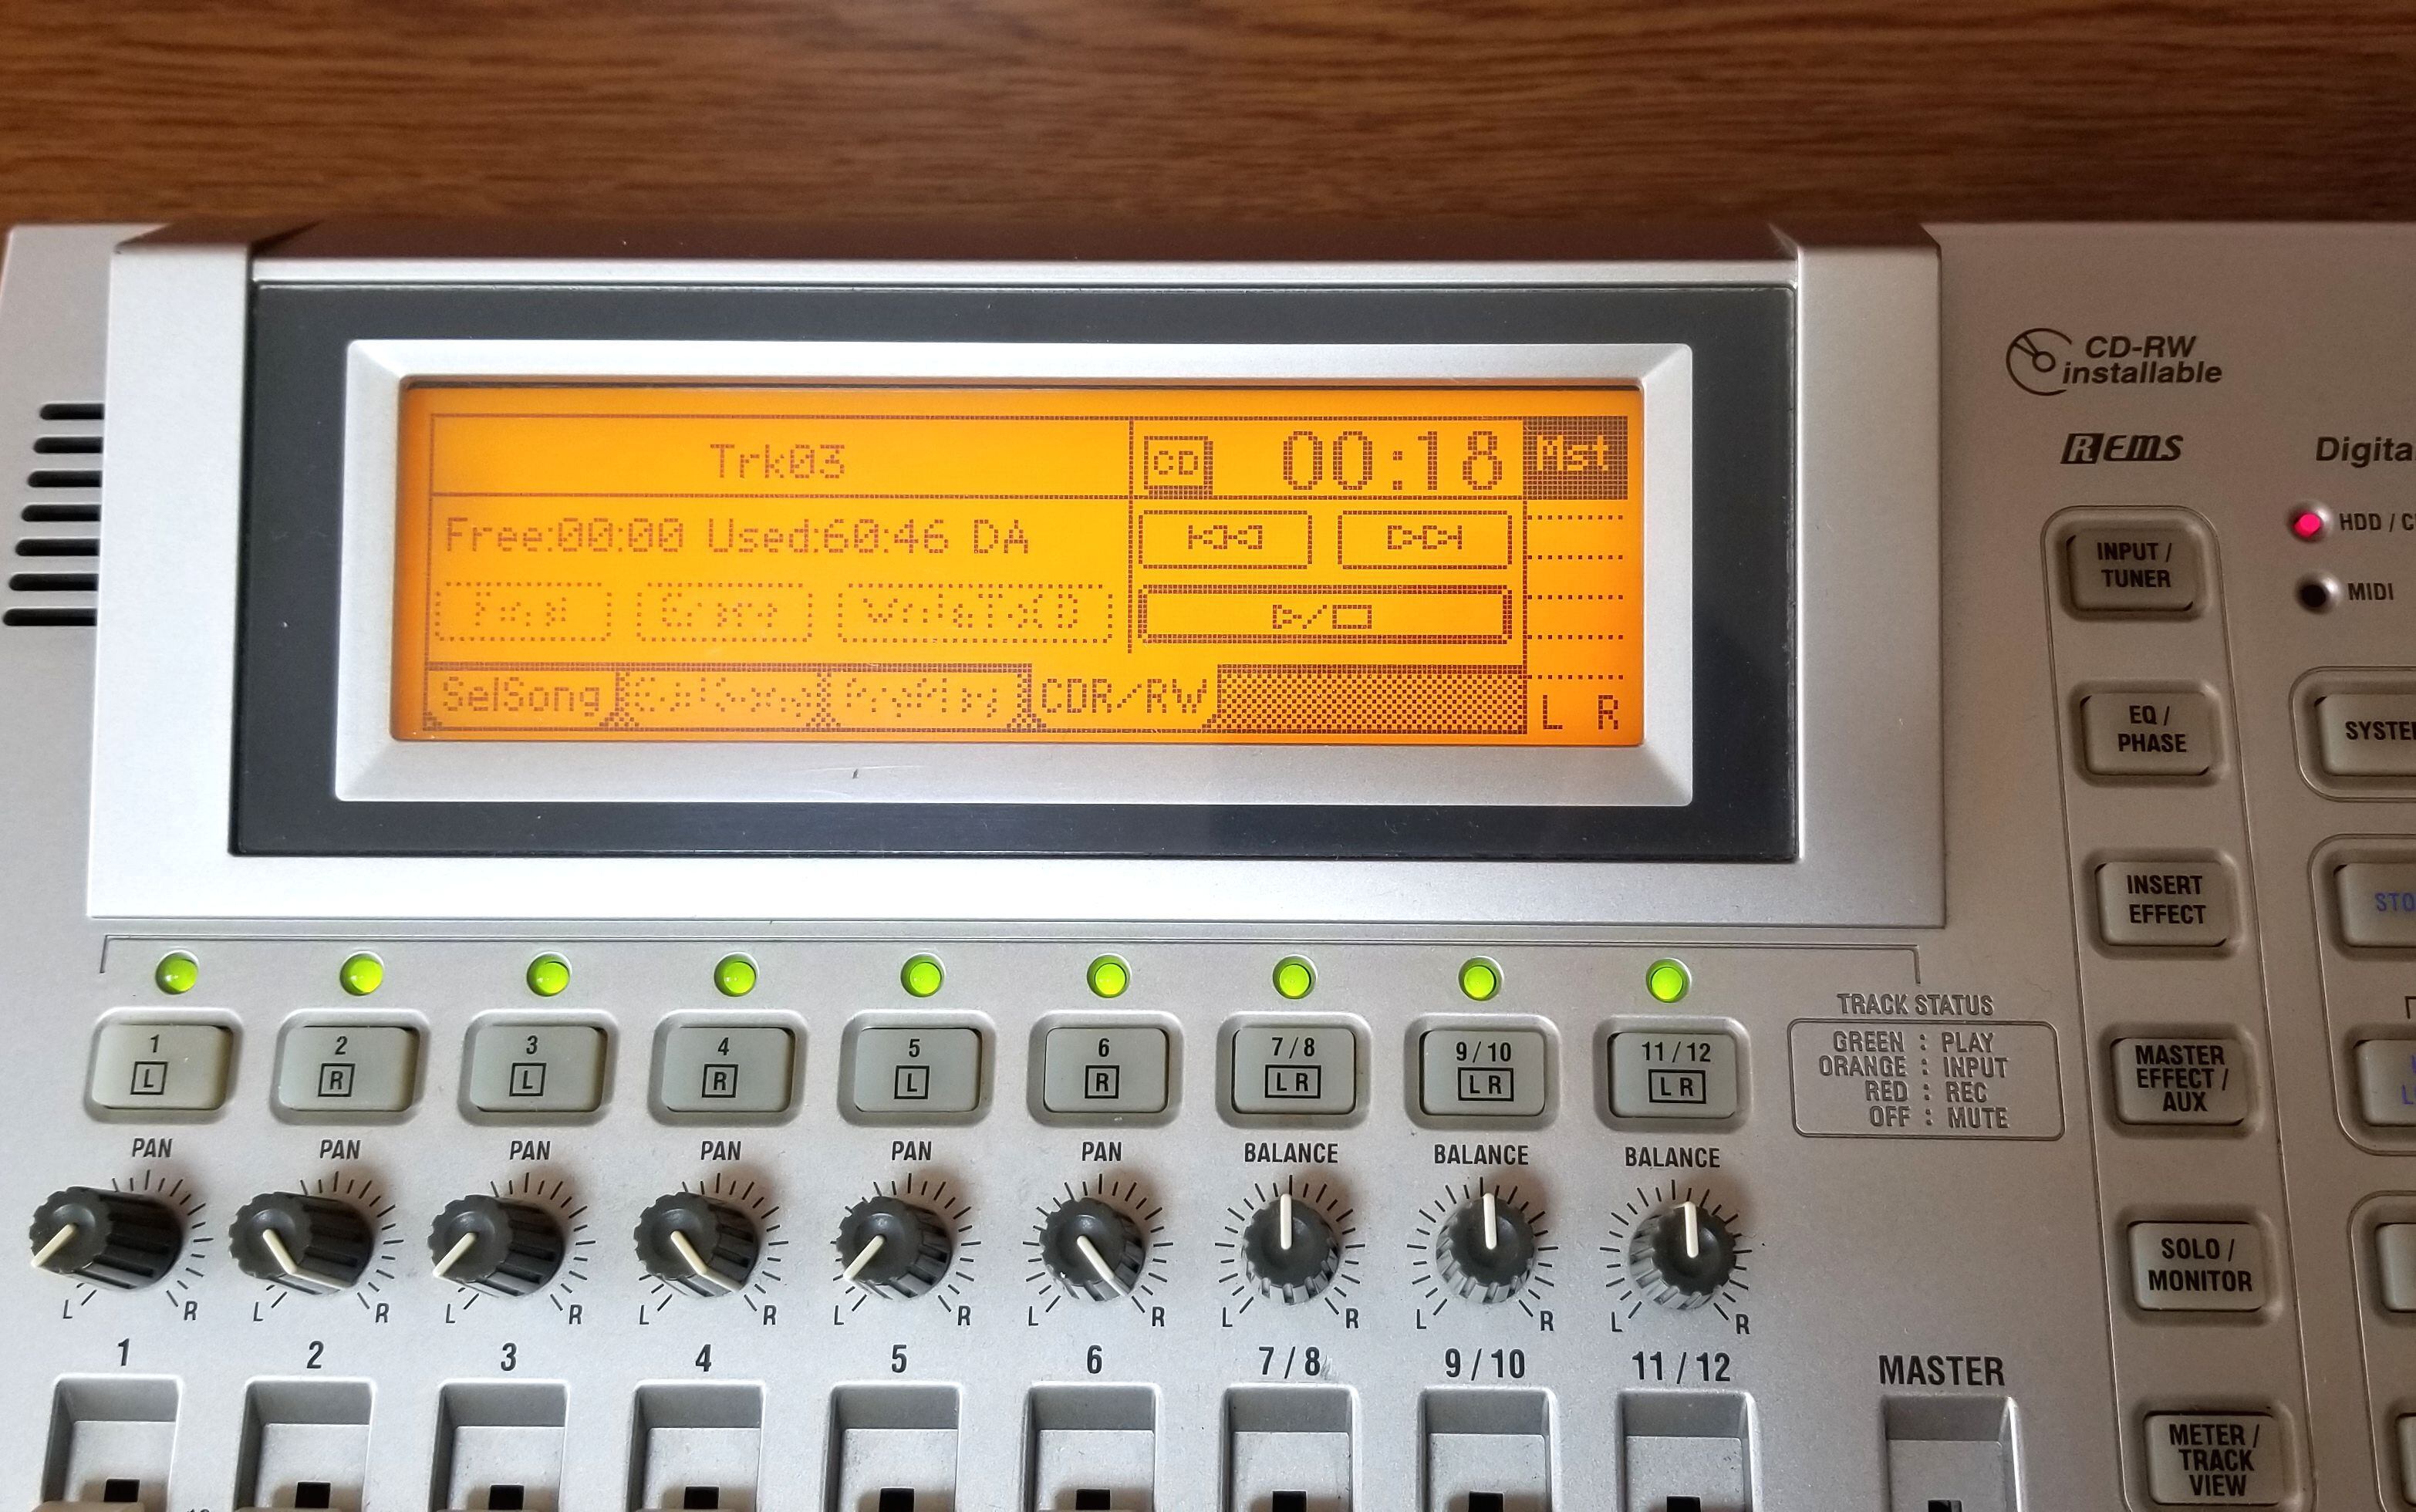 Trk03
CD 00:18 Mst
Free:00:00 Used:60:46 DA
SelSong
CDR/RW
L R
CD-RW
installable
REMS
Digita
HDD / C
MIDI
INPUT /
TUNER
EQ /
PHASE
SYSTE
INSERT
EFFECT
STO
MASTER
EFFECT /
AUX
SOLO /
MONITOR
METER /
TRACK
VIEW
TRACK STATUS
GREEN : PLAY
ORANGE : INPUT
RED : REC
OFF : MUTE
1 2 3 4 5 6 7/8 9/10 11/12
L R L R L R L R L R L R
PAN PAN PAN PAN PAN PAN BALANCE BALANCE BALANCE
L R L R L R L R L R L R L R L R L R
1 2 3 4 5 6 7/8 9/10 11/12 MASTER